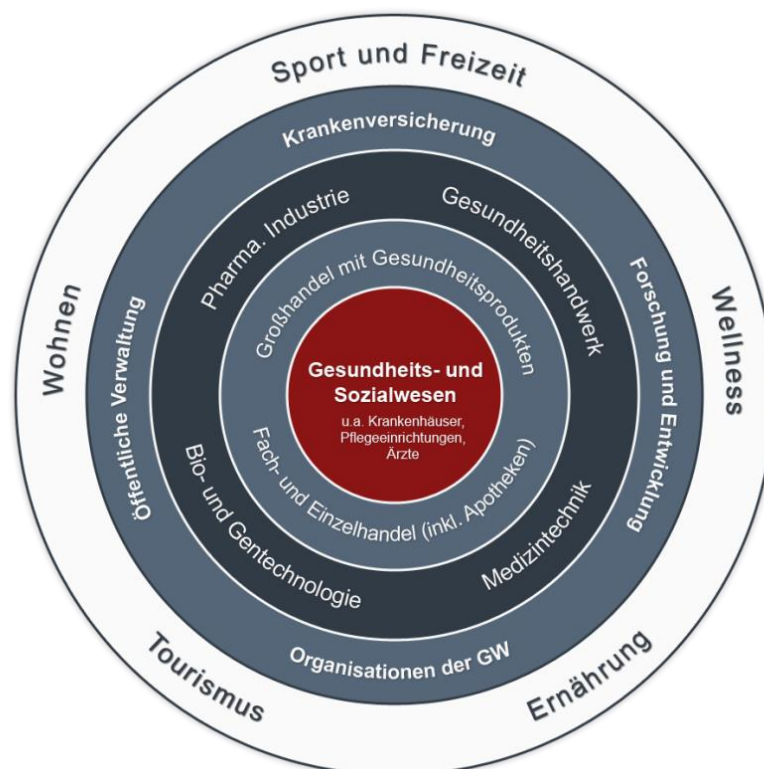 Sport und Freizeit
Krankenversicherung
Pharma. Industrie
Gesundheitshandwerk
Großhandel mit Gesundheitsprodukten
Wohnen
Öffentliche Verwaltung
Gesundheits- und
Sozialwesen
u.a. Krankenhäuser,
Pflegeeinrichtungen,
Ärzte
Forschung und Entwicklung
Wellness
Fach- und Einzelhandel (inkl. Apotheken)
Bio- und Gentechnologie
Medizintechnik
Organisationen der GW
Tourismus
Ernährung